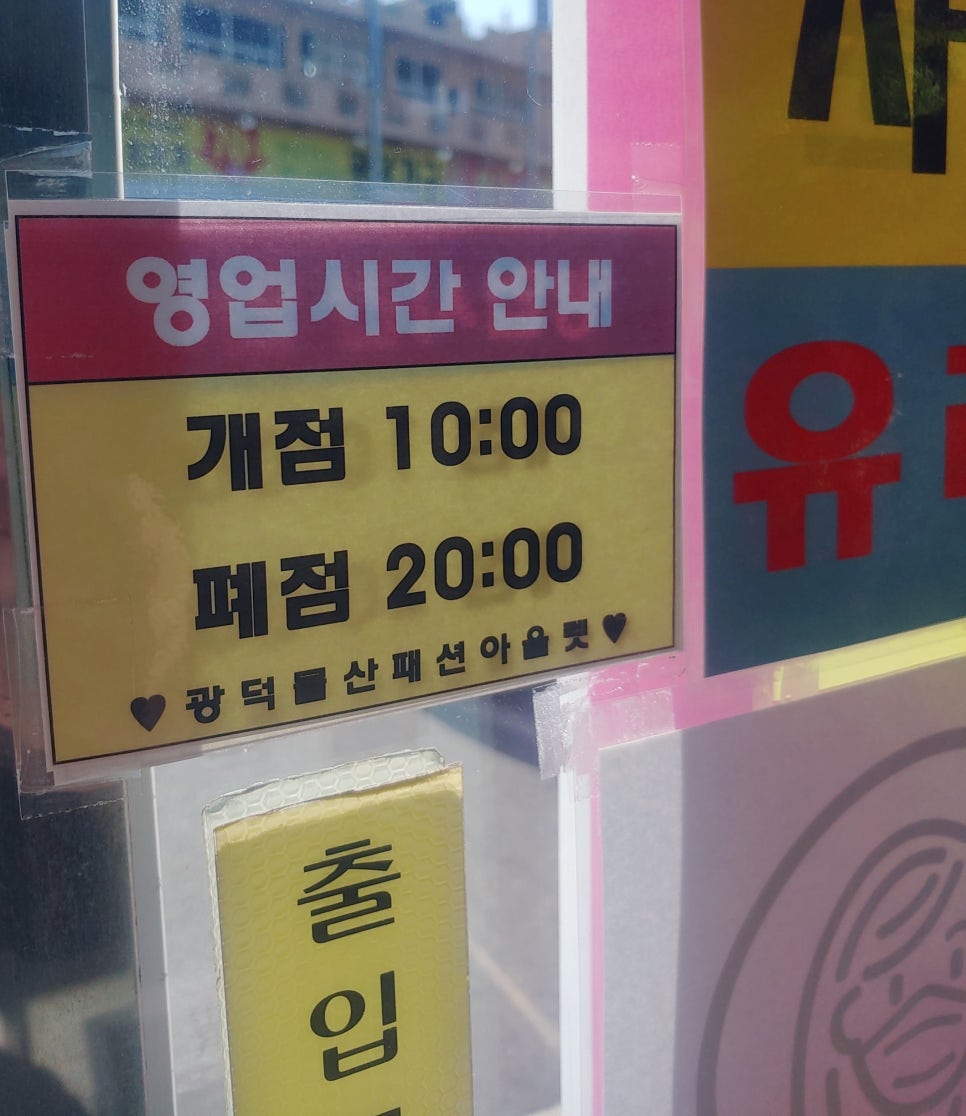 영업시간 안내
개점 10:00
폐점 20:00
♥광덕물산패션아울렛♥
출
입
유